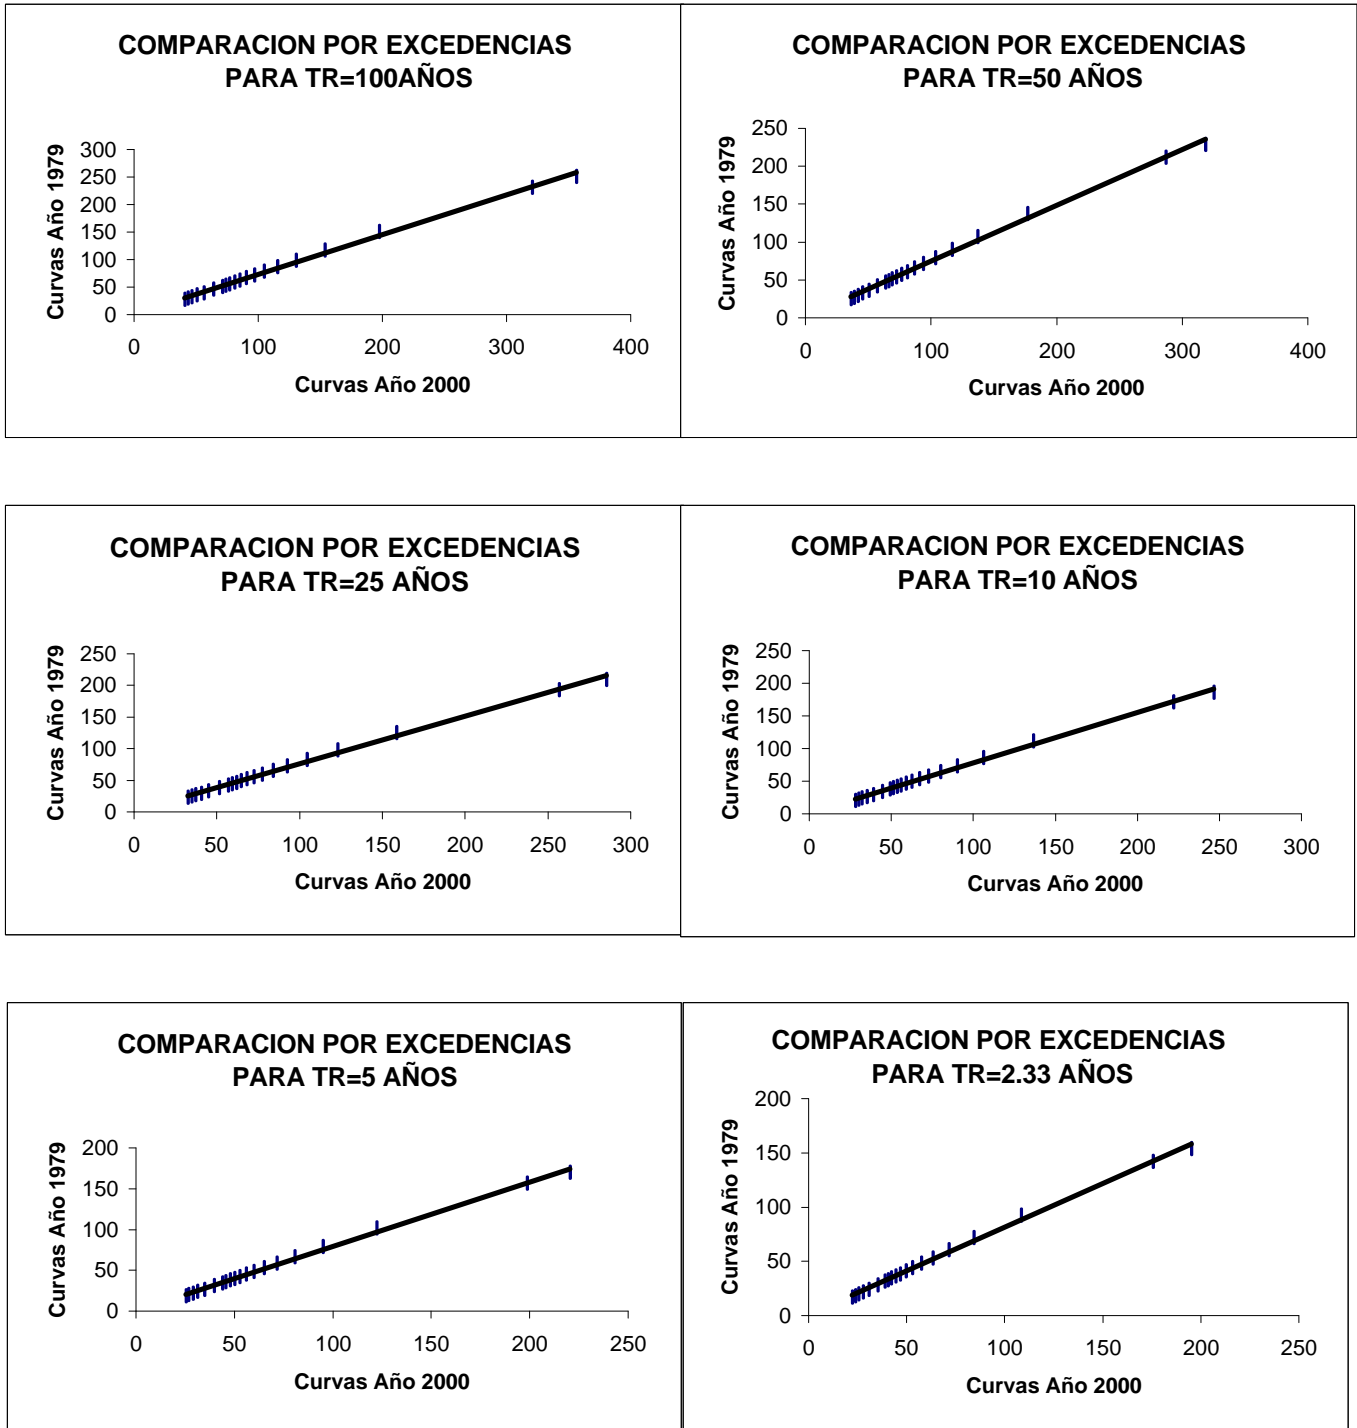 COMPARACION POR EXCEDENCIAS
PARA TR=100AÑOS
Curvas Año 1979
300
250
200
150
100
50
0
0 100 200 300 400
Curvas Año 2000
COMPARACION POR EXCEDENCIAS
PARA TR=50 AÑOS
Curvas Año 1979
250
200
150
100
50
0
0 100 200 300 400
Curvas Año 2000
COMPARACION POR EXCEDENCIAS
PARA TR=25 AÑOS
Curvas Año 1979
250
200
150
100
50
0
0 50 100 150 200 250 300
Curvas Año 2000
COMPARACION POR EXCEDENCIAS
PARA TR=10 AÑOS
Curvas Año 1979
250
200
150
100
50
0
0 50 100 150 200 250 300
Curvas Año 2000
COMPARACION POR EXCEDENCIAS
PARA TR=5 AÑOS
Curvas Año 1979
200
150
100
50
0
0 50 100 150 200 250
Curvas Año 2000
COMPARACION POR EXCEDENCIAS
PARA TR=2.33 AÑOS
Curvas Año 1979
200
150
100
50
0
0 50 100 150 200 250
Curvas Año 2000